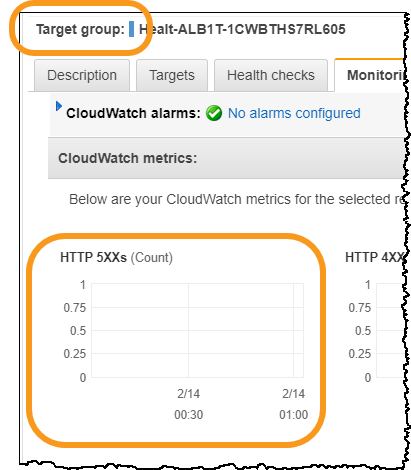 Target group: Healt-ALB1T-1CWBTHS7RL605
Description Targets Health checks Monitori
CloudWatch alarms: No alarms configured
CloudWatch metrics:
Below are your CloudWatch metrics for the selected re
HTTP 5XXs (Count) HTTP 4XX
1 1
0.75 0.75
0.5 0.5
0.25 0.25
0 0
2/14 2/14
00:30 01:00